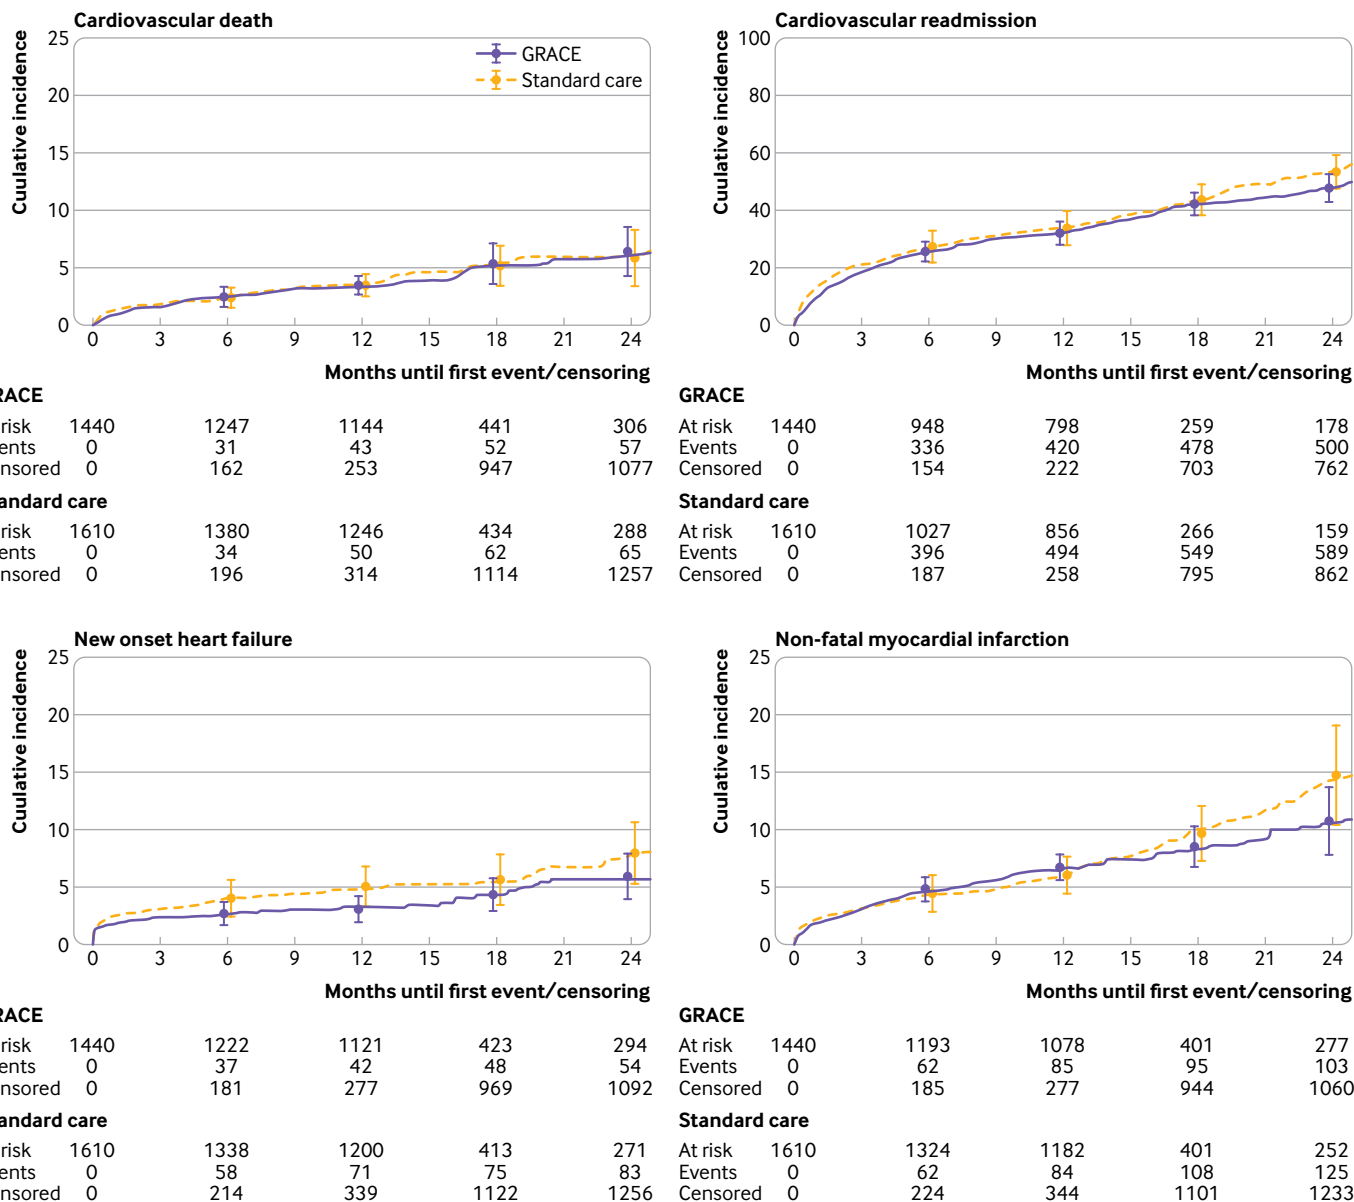 Cardiovascular death
Cuulative incidence
25
20
15
10
5
0
GRACE
Standard care
0 3 6 9 12 15 18 21 24
Months until first event/censoring
RACE
risk 1440 1247 1144 441 306
ents 0 31 43 52 57
nsored 0 162 253 947 1077
andard care
risk 1610 1380 1246 434 288
ents 0 34 50 62 65
nsored 0 196 314 1114 1257
Cardiovascular readmission
Cuulative incidence
100
80
60
40
20
0
0 3 6 9 12 15 18 21 24
Months until first event/censoring
GRACE
At risk 1440 948 798 259 178
Events 0 336 420 478 500
Censored 0 154 222 703 762
Standard care
At risk 1610 1027 856 266 159
Events 0 396 494 549 589
Censored 0 187 258 795 862
New onset heart failure
Cuulative incidence
25
20
15
10
5
0
0 3 6 9 12 15 18 21 24
Months until first event/censoring
RACE
risk 1440 1222 1121 423 294
ents 0 37 42 48 54
nsored 0 181 277 969 1092
andard care
risk 1610 1338 1200 413 271
ents 0 58 71 75 83
nsored 0 214 339 1122 1256
Non-fatal myocardial infarction
Cuulative incidence
25
20
15
10
5
0
0 3 6 9 12 15 18 21 24
Months until first event/censoring
GRACE
At risk 1440 1193 1078 401 277
Events 0 62 85 95 103
Censored 0 185 277 944 1060
Standard care
At risk 1610 1324 1182 401 252
Events 0 62 84 108 125
Censored 0 224 344 1101 1233